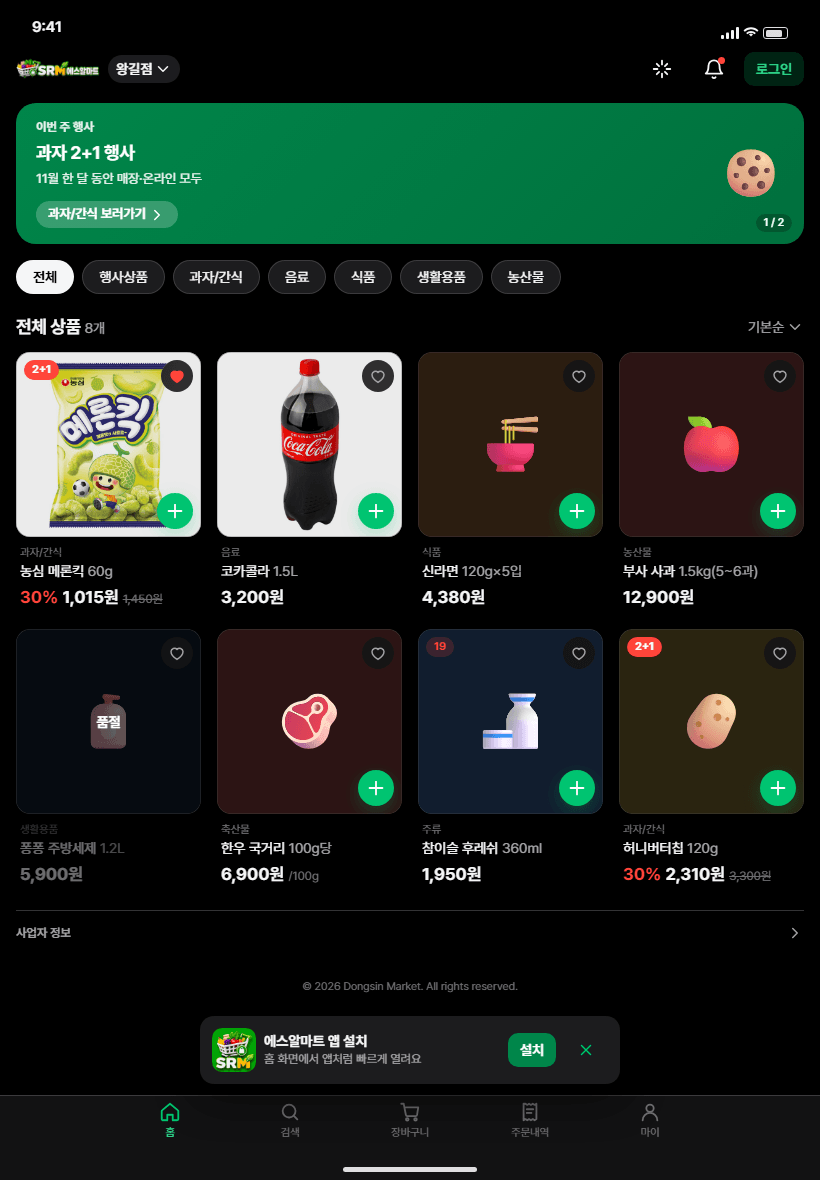 9:41
SRM 에스알마트
왕길점
로그인
이번 주 행사
과자 2+1 행사
11월 한 달 동안 매장·온라인 모두
과자/간식 보러가기
1 / 2
전체
행사상품
과자/간식
음료
식품
생활용품
농산물
전체 상품 8개
기본순
2+1
농심
메론킥
과자/간식
농심 메론킥 60g
30% 1,015원 1,450원
ORIGINAL TASTE
Coca-Cola
음료
코카콜라 1.5L
3,200원
식품
신라면 120g×5입
4,380원
농산물
부사 사과 1.5kg(5~6과)
12,900원
품절
생활용품
퐁퐁 주방세제 1.2L
5,900원
축산물
한우 국거리 100g당
6,900원 /100g
19
주류
참이슬 후레쉬 360ml
1,950원
2+1
과자/간식
허니버터칩 120g
30% 2,310원 3,300원
사업자 정보
© 2026 Dongsin Market. All rights reserved.
SRM
에스알마트 앱 설치
홈 화면에서 앱처럼 빠르게 열려요
설치
홈
검색
장바구니
주문내역
마이